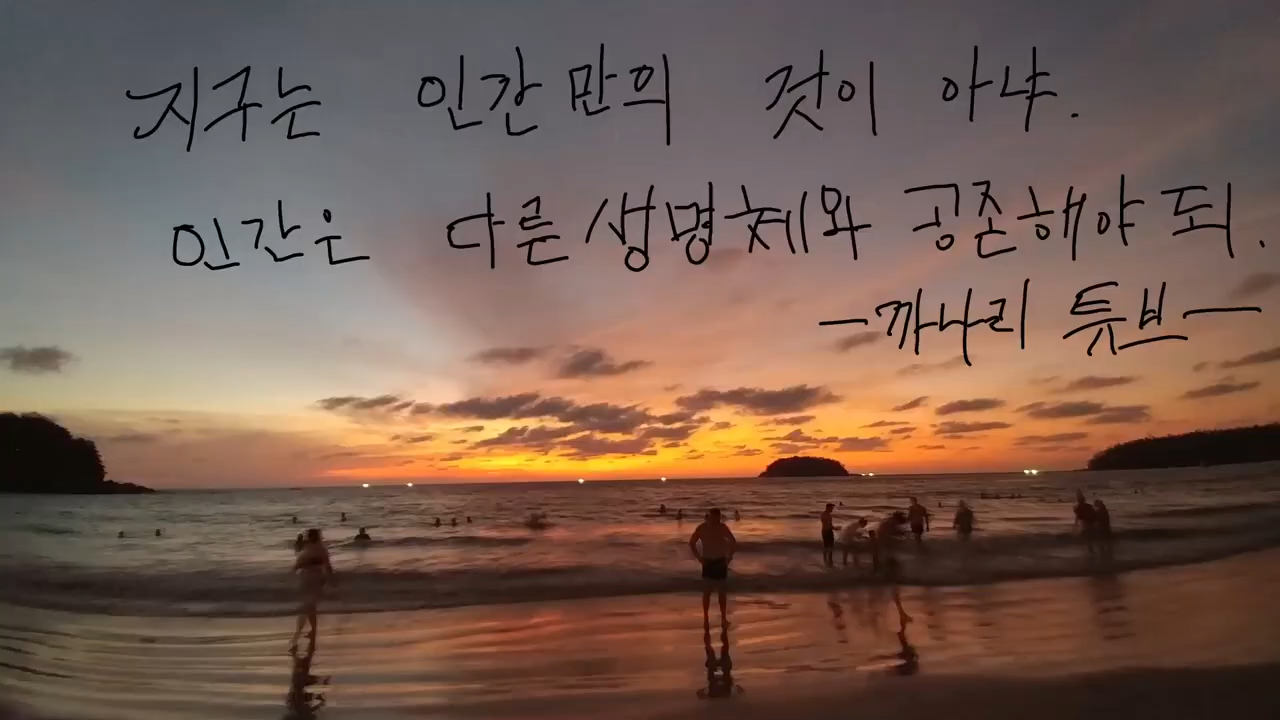 지구는 인간만의 것이 아냐.
인간은 다른 생명체와 공존해야 되.
-까나리 튜브-